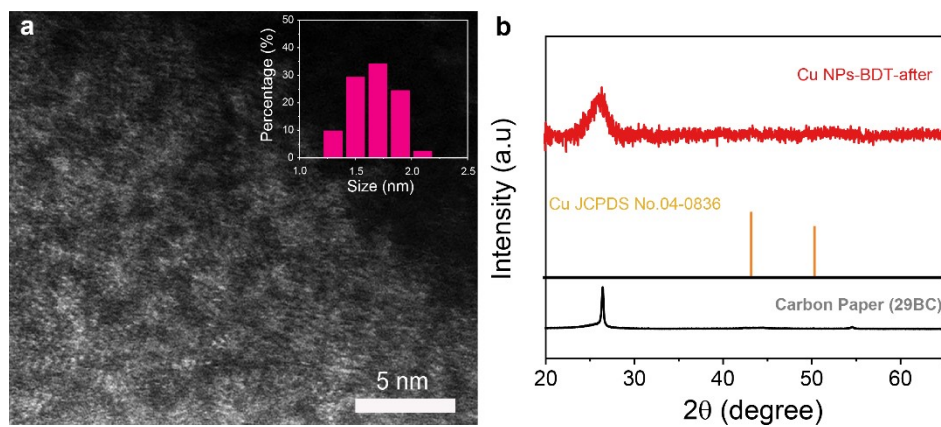 a
50
40
30
20
10
0
Percentage (%)
1.0 1.5 2.0 2.5
Size (nm)
5 nm
b
Cu NPs-BDT-after
Cu JCPDS No.04-0836
Carbon Paper (29BC)
Intensity (a.u)
20 30 40 50 60
2θ (degree)